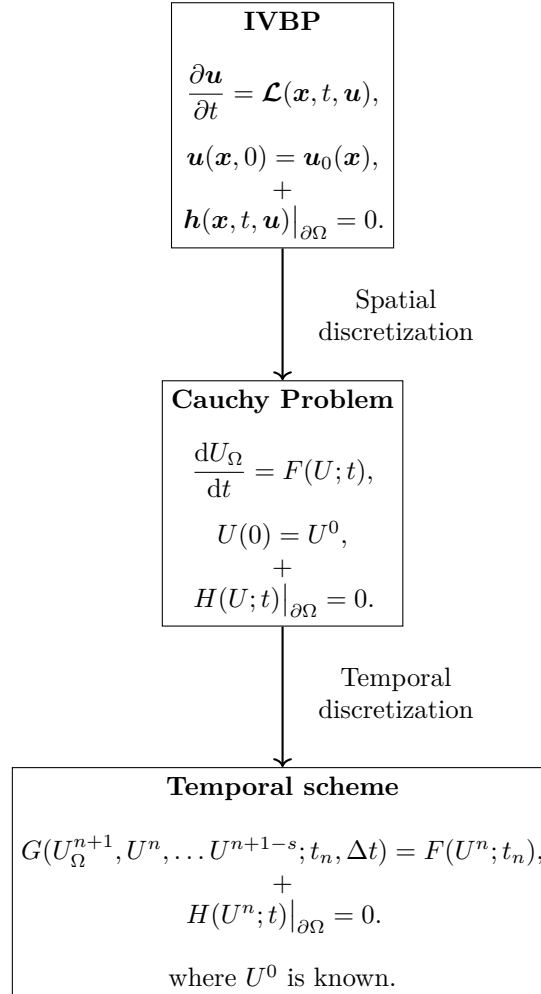 IVBP
∂𝒖/∂t = 𝓛(𝒙, t, 𝒖),
𝒖(𝒙, 0) = 𝒖₀(𝒙),
+
𝒉(𝒙, t, 𝒖)|∂Ω = 0.
Spatial
discretization
Cauchy Problem
dU_Ω/dt = F(U; t),
U(0) = U⁰,
+
H(U; t)|∂Ω = 0.
Temporal
discretization
Temporal scheme
G(U_Ω^{n+1}, U^n, … U^{n+1−s}; t_n, Δt) = F(U^n; t_n),
+
H(U^n; t)|∂Ω = 0.
where U⁰ is known.